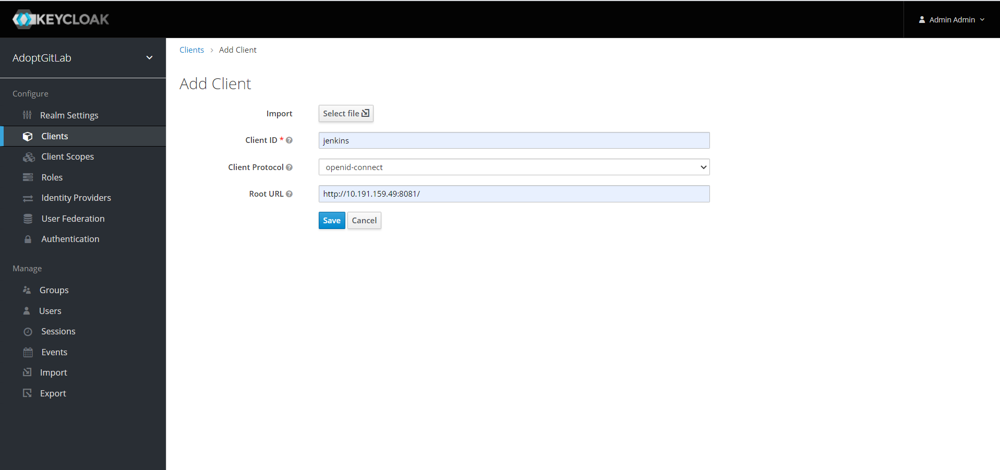 KEYCLOAK
Admin Admin
AdoptGitLab
Configure
Realm Settings
Clients
Client Scopes
Roles
Identity Providers
User Federation
Authentication
Manage
Groups
Users
Sessions
Events
Import
Export
Clients > Add Client
Add Client
Import Select file
Client ID * jenkins
Client Protocol openid-connect
Root URL http://10.191.159.49:8081/
Save Cancel